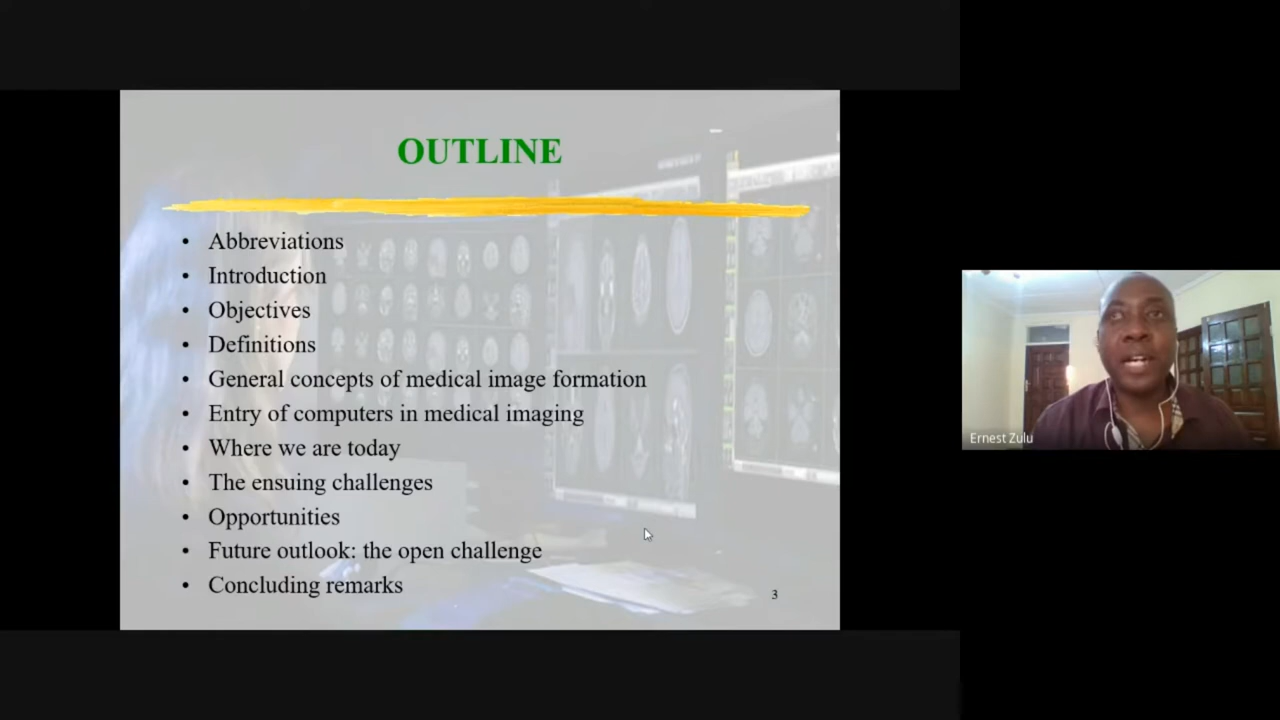 OUTLINE
• Abbreviations
• Introduction
• Objectives
• Definitions
• General concepts of medical image formation
• Entry of computers in medical imaging
• Where we are today
• The ensuing challenges
• Opportunities
• Future outlook: the open challenge
• Concluding remarks
3
Ernest Zulu